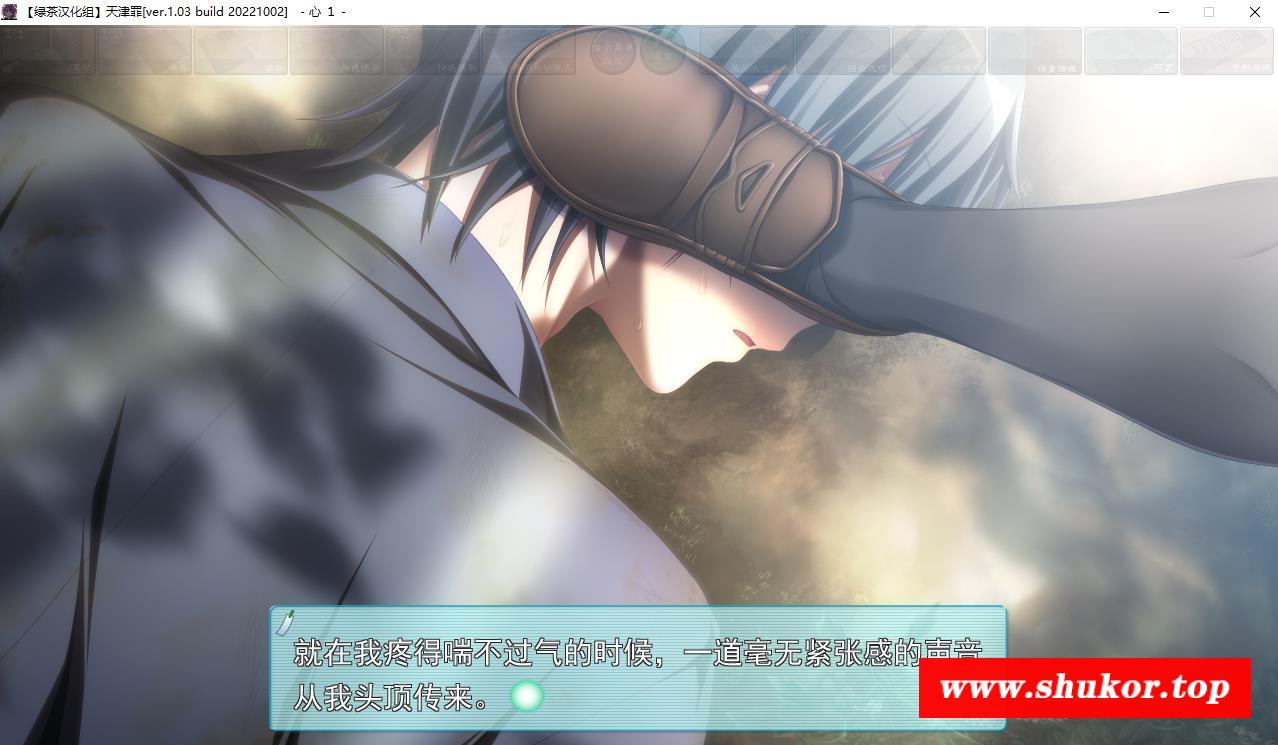 【绿茶汉化组】天津罪[ver.1.03 build 20221002] - 心 1 -
就在我疼得喘不过气的时候，一道毫无紧张感的声音
从我头顶传来。
www.shukor.top